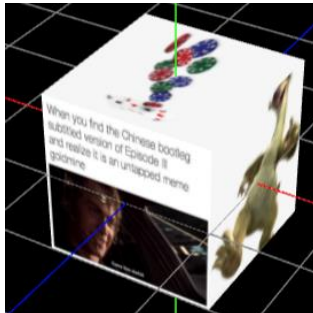 When you find the Chinese bootleg
subtitled version of Episode III
and realize it is an untapped meme
goldmine